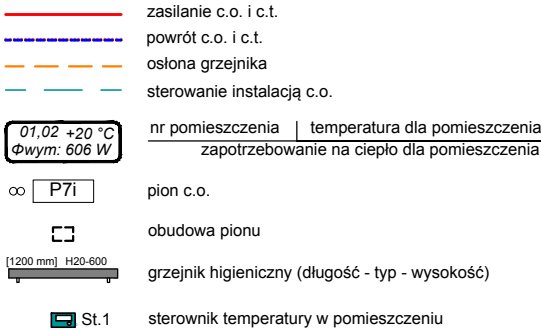 zasilanie c.o. i c.t.
powrót c.o. i c.t.
osłona grzejnika
sterowanie instalacją c.o.
01,02 +20 °C
Φwym: 606 W
nr pomieszczenia | temperatura dla pomieszczenia
zapotrzebowanie na ciepło dla pomieszczenia
∞ P7i pion c.o.
obudowa pionu
[1200 mm] H20-600
grzejnik higieniczny (długość - typ - wysokość)
St.1 sterownik temperatury w pomieszczeniu